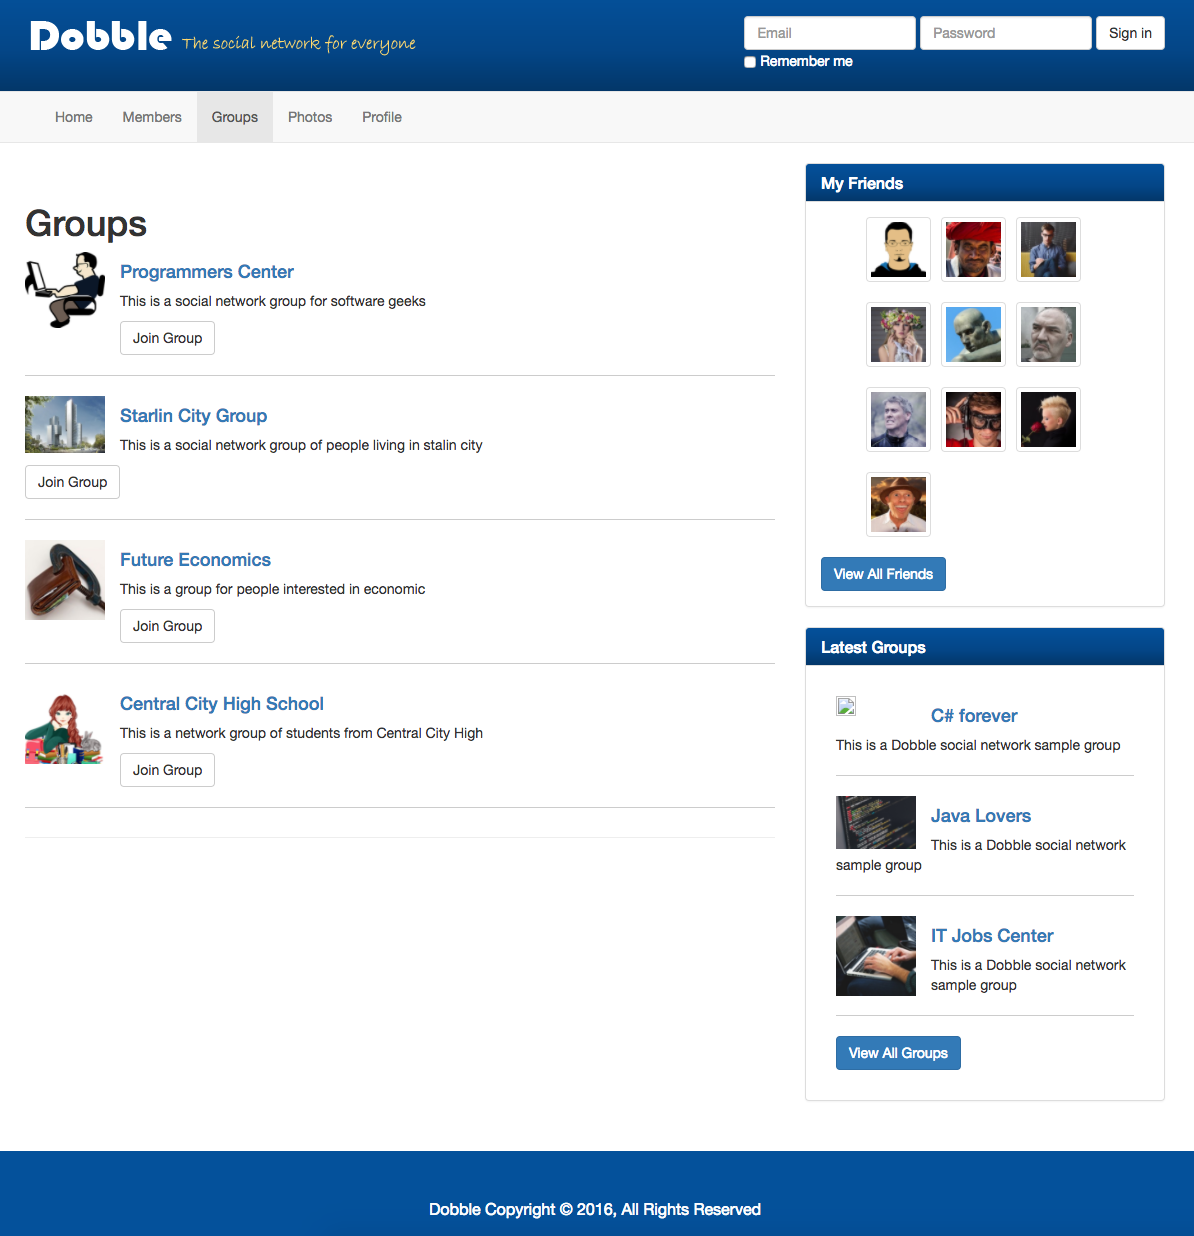 Dobble The social network for everyone
Email Password Sign in
Remember me
Home Members Groups Photos Profile
Groups
Programmers Center
This is a social network group for software geeks
Join Group
Starlin City Group
This is a social network group of people living in stalin city
Join Group
Future Economics
This is a group for people interested in economic
Join Group
Central City High School
This is a network group of students from Central City High
Join Group
My Friends
View All Friends
Latest Groups
C# forever
This is a Dobble social network sample group
Java Lovers
This is a Dobble social network
sample group
IT Jobs Center
This is a Dobble social network
sample group
View All Groups
Dobble Copyright © 2016, All Rights Reserved